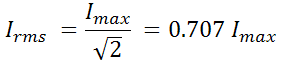 I_rms = I_max / √2 = 0.707 I_max